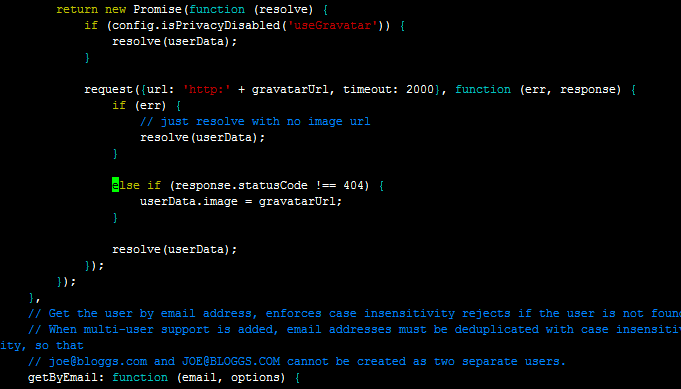 return new Promise(function (resolve) {
if (config.isPrivacyDisabled('useGravatar')) {
resolve(userData);
}
request({url: 'http:' + gravatarUrl, timeout: 2000}, function (err, response) {
if (err) {
// just resolve with no image url
resolve(userData);
}
else if (response.statusCode !== 404) {
userData.image = gravatarUrl;
}
resolve(userData);
});
});
},
// Get the user by email address, enforces case insensitivity rejects if the user is not foun
// When multi-user support is added, email addresses must be deduplicated with case insensitiv
ity, so that
// joe@bloggs.com and JOE@BLOGGS.COM cannot be created as two separate users.
getByEmail: function (email, options) {